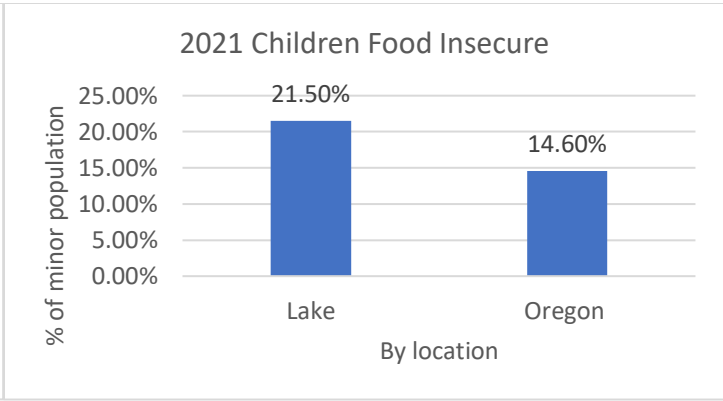 2021 Children Food Insecure
% of minor population
25.00%
20.00%
15.00%
10.00%
5.00%
0.00%
21.50%
14.60%
Lake
Oregon
By location